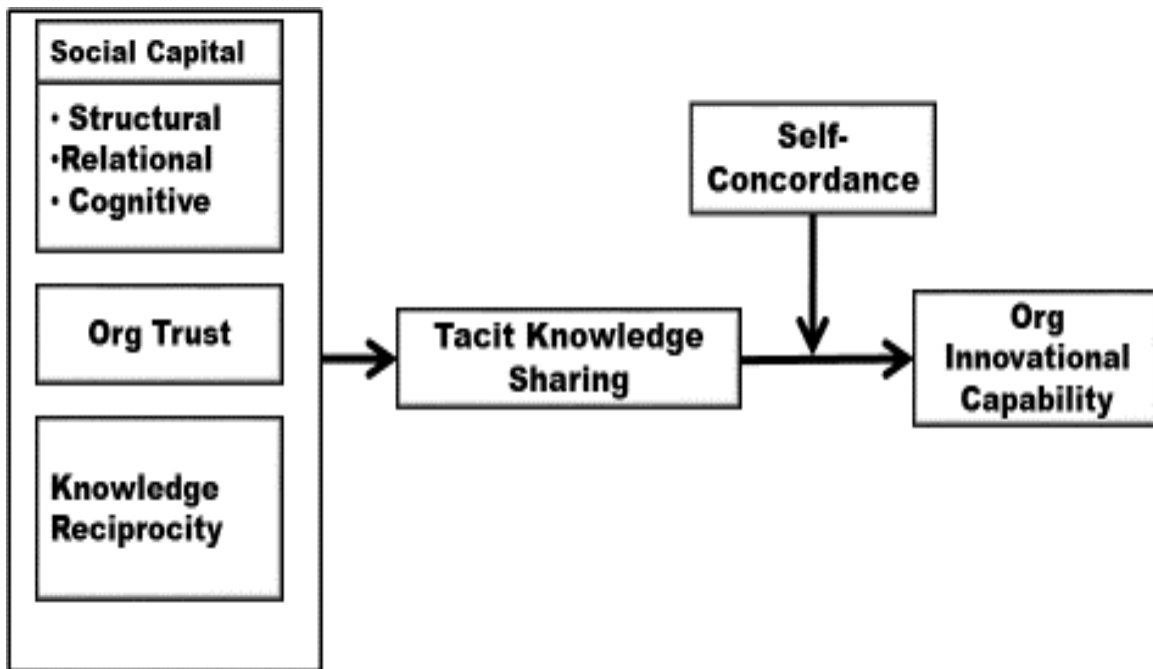 Social Capital
• Structural
•Relational
• Cognitive
Org Trust
Knowledge
Reciprocity
Tacit Knowledge
Sharing
Self-
Concordance
Org
Innovational
Capability